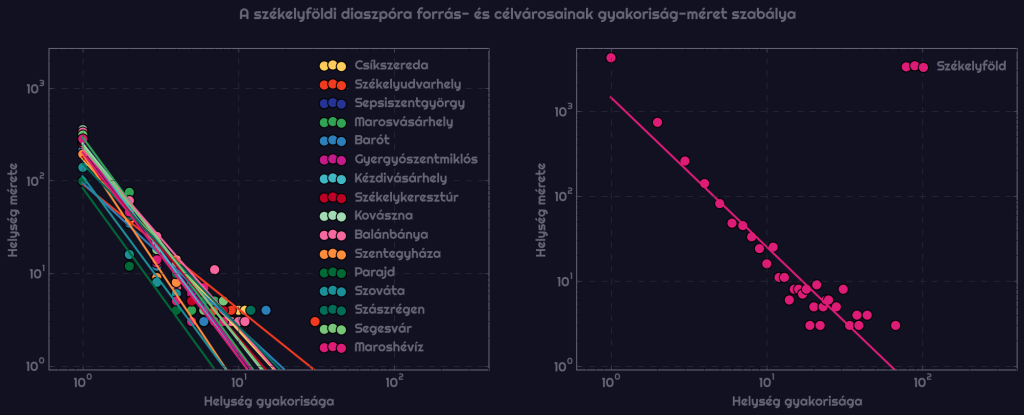 A székelyföldi diaszpóra forrás- és célvárosainak gyakoriság-méret szabálya
Csíkszereda
Székelyudvarhely
Sepsiszentgyörgy
Marosvásárhely
Barót
Gyergyószentmiklós
Kézdivásárhely
Székelykeresztúr
Kovászna
Balánbánya
Szentegyháza
Parajd
Szováta
Szászrégen
Segesvár
Maroshévíz
Helység mérete
10³
10²
10¹
10⁰
10⁰ 10¹ 10²
Helység gyakorisága
Székelyföld
Helység mérete
10³
10²
10¹
10⁰
10⁰ 10¹ 10²
Helység gyakorisága